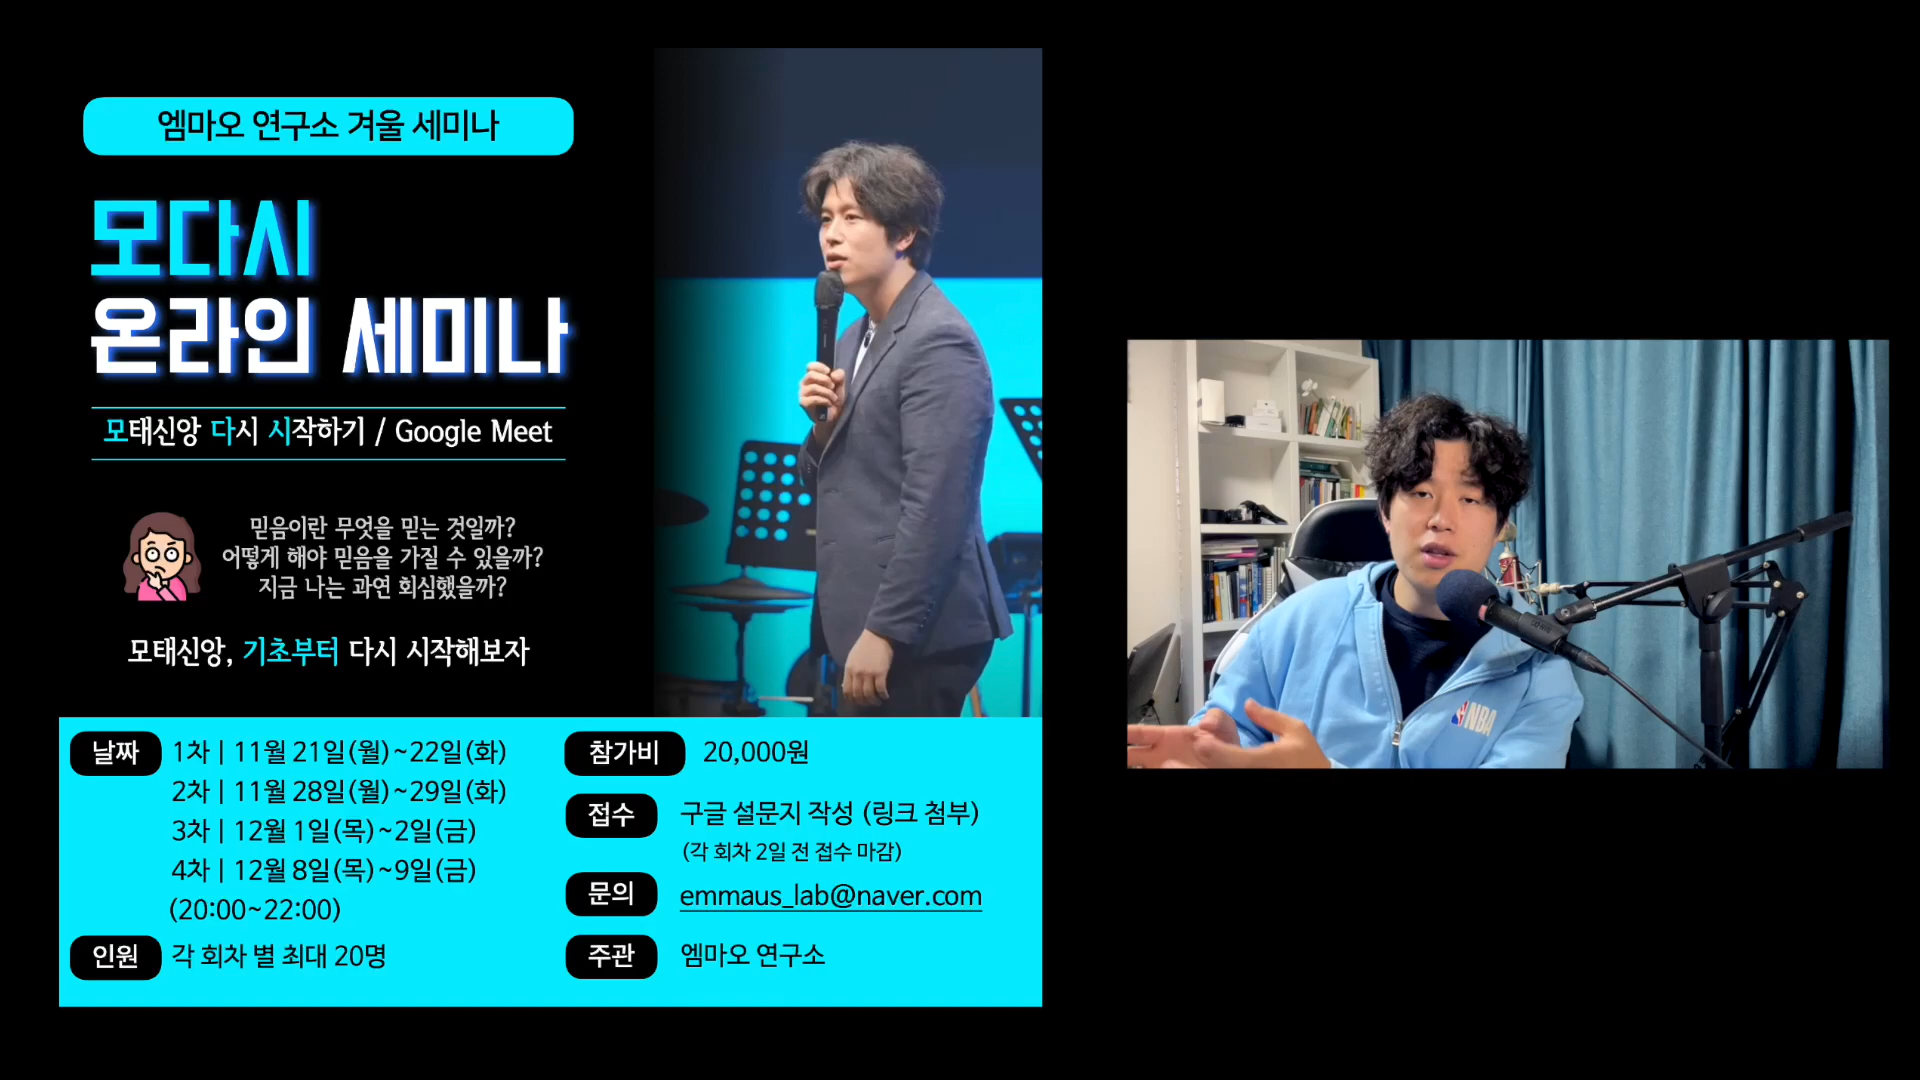 엠마오 연구소 겨울 세미나
모다시
온라인 세미나
모태신앙 다시 시작하기 / Google Meet
믿음이란 무엇을 믿는 것일까?
어떻게 해야 믿음을 가질 수 있을까?
지금 나는 과연 회심했을까?
모태신앙, 기초부터 다시 시작해보자
날짜 1차 | 11월 21일(월)~22일(화)
2차 | 11월 28일(월)~29일(화)
3차 | 12월 1일(목)~2일(금)
4차 | 12월 8일(목)~9일(금)
(20:00~22:00)
인원 각 회차 별 최대 20명
참가비 20,000원
접수 구글 설문지 작성 (링크 첨부)
(각 회차 2일 전 접수 마감)
문의 emmaus_lab@naver.com
주관 엠마오 연구소
NBA